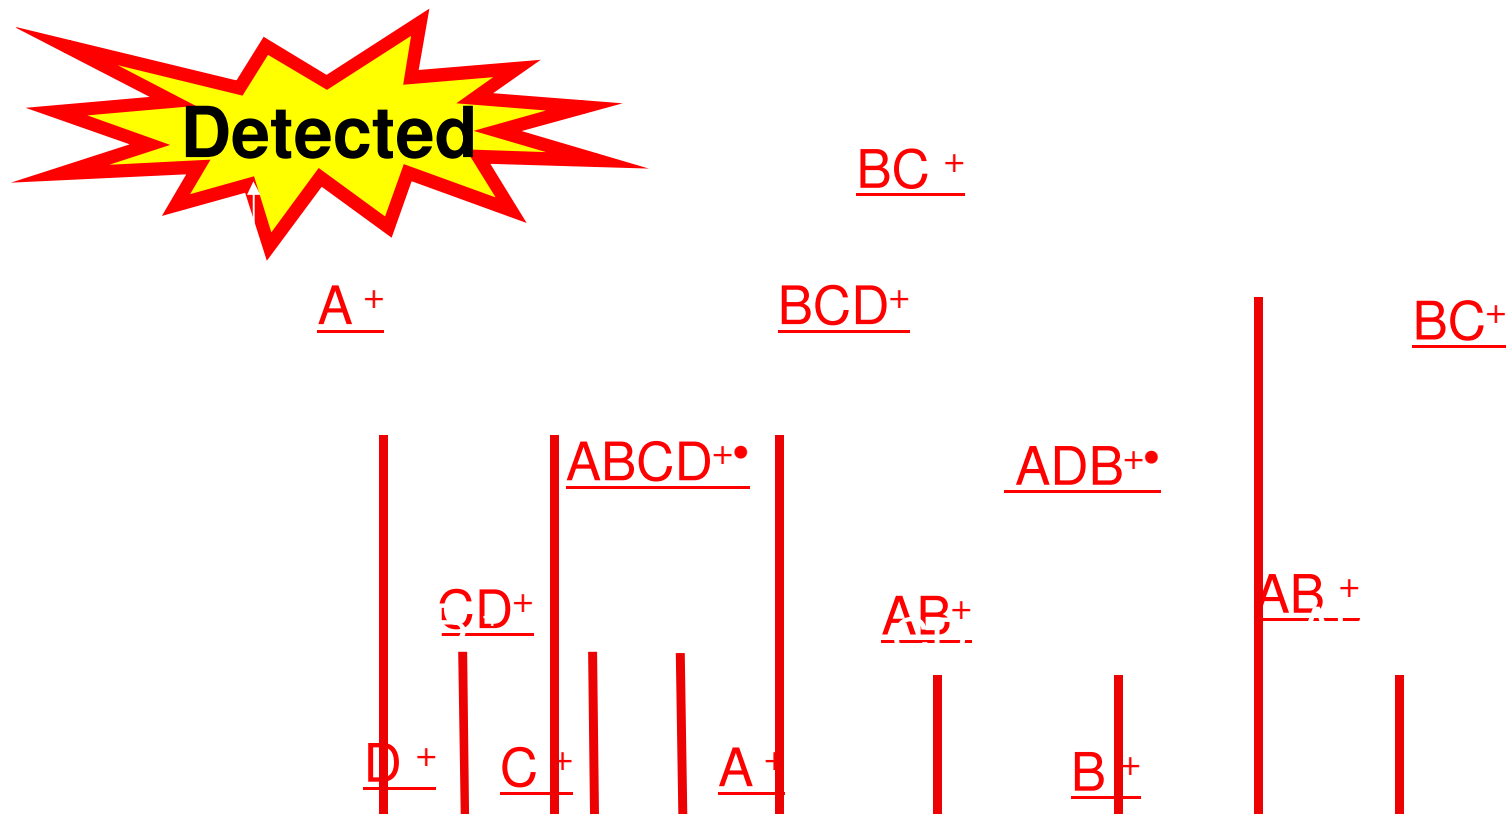 Detected
BC +
A +
BCD+
BC+
ABCD+•
ADB+•
CD+
AB+
AB +
D +
C +
A +
B +